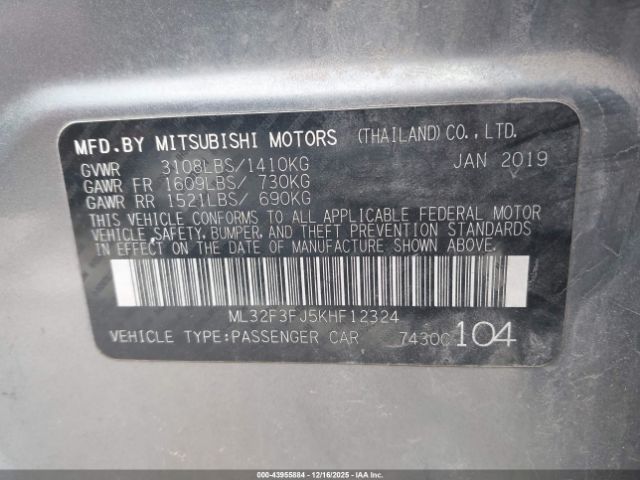 MFD.BY MITSUBISHI MOTORS (THAILAND) CO., LTD.
GVWR 3108LBS/1410KG JAN 2019
GAWR FR 1609LBS/ 730KG
GAWR RR 1521LBS/ 690KG
THIS VEHICLE CONFORMS TO ALL APPLICABLE FEDERAL MOTOR
VEHICLE SAFETY, BUMPER, AND THEFT PREVENTION STANDARDS
IN EFFECT ON THE DATE OF MANUFACTURE SHOWN ABOVE.
ML32F3FJ5KHF12324
VEHICLE TYPE:PASSENGER CAR 7430C 104
000-43955884 - 12/16/2025 - IAAI.com